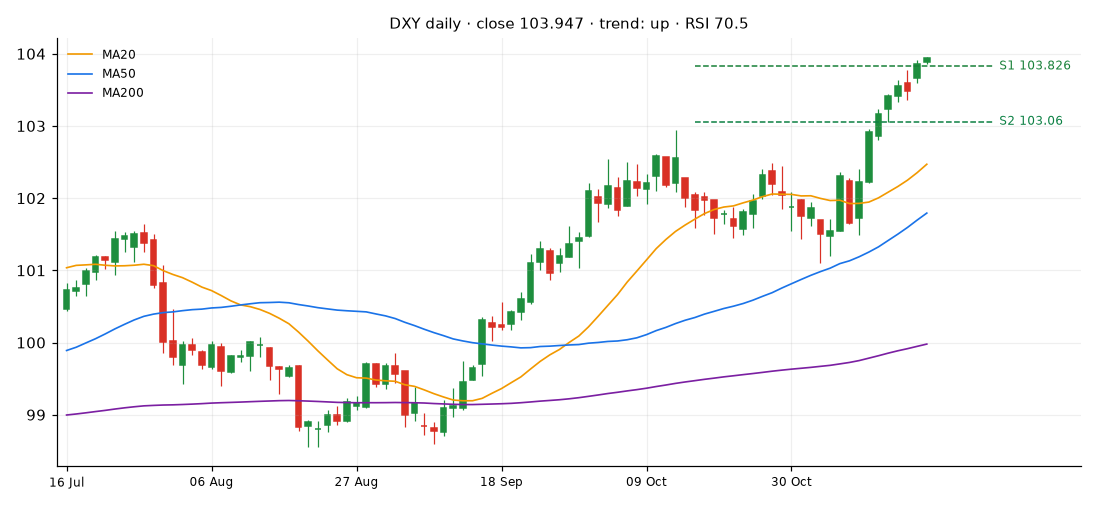 DXY daily · close 103.947 · trend: up · RSI 70.5
MA20
MA50
MA200
S1 103.826
S2 103.06
104
103
102
101
100
99
16 Jul
06 Aug
27 Aug
18 Sep
09 Oct
30 Oct